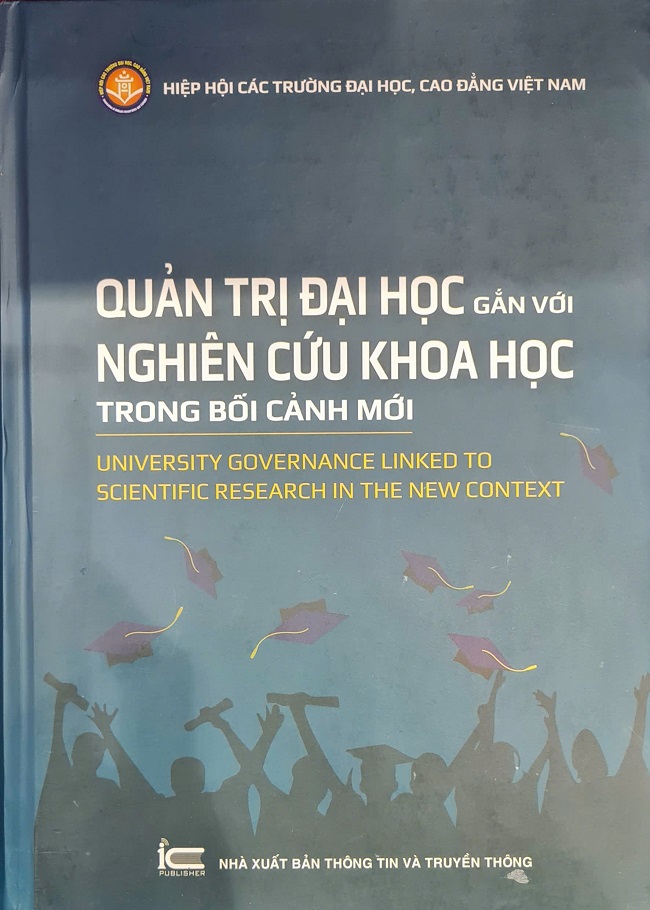 HIỆP HỘI CÁC TRƯỜNG ĐẠI HỌC, CAO ĐẲNG VIỆT NAM
QUẢN TRỊ ĐẠI HỌC GẮN VỚI
NGHIÊN CỨU KHOA HỌC
TRONG BỐI CẢNH MỚI
UNIVERSITY GOVERNANCE LINKED TO
SCIENTIFIC RESEARCH IN THE NEW CONTEXT
ic
PUBLISHER
NHÀ XUẤT BẢN THÔNG TIN VÀ TRUYỀN THÔNG